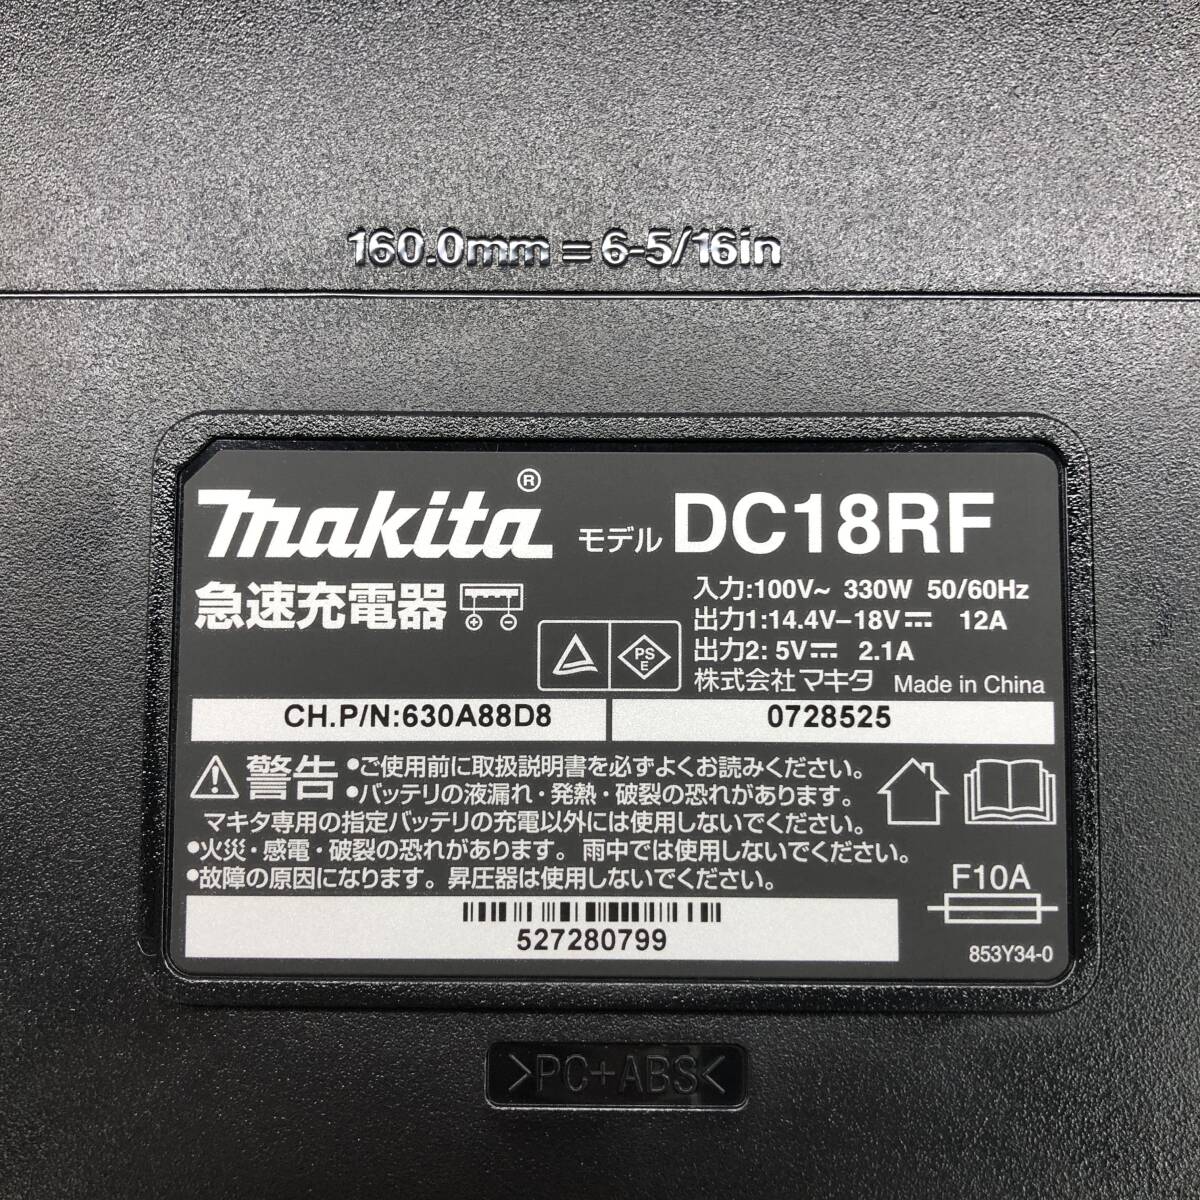 160.0mm = 6-5/16in
makita® モデル DC18RF
急速充電器
入力:100V~ 330W 50/60Hz
出力1:14.4V–18V⎓ 12A
出力2: 5V⎓ 2.1A
PS
E
株式会社マキタ Made in China
CH.P/N:630A88D8
0728525
警告 •ご使用前に取扱説明書を必ずよくお読みください。
•バッテリの液漏れ・発熱・破裂の恐れがあります。
マキタ専用の指定バッテリの充電以外には使用しないでください。
•火災・感電・破裂の恐れがあります。雨中では使用しないでください。
•故障の原因になります。昇圧器は使用しないでください。
F10A
527280799
853Y34-0
>PC+ABS<